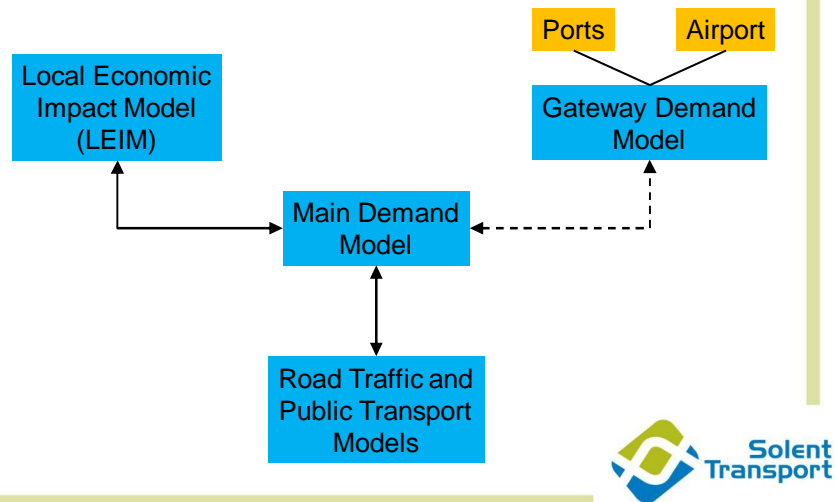 Ports
Airport
Local Economic
Impact Model
(LEIM)
Gateway Demand
Model
Main Demand
Model
Road Traffic and
Public Transport
Models
Solent
Transport